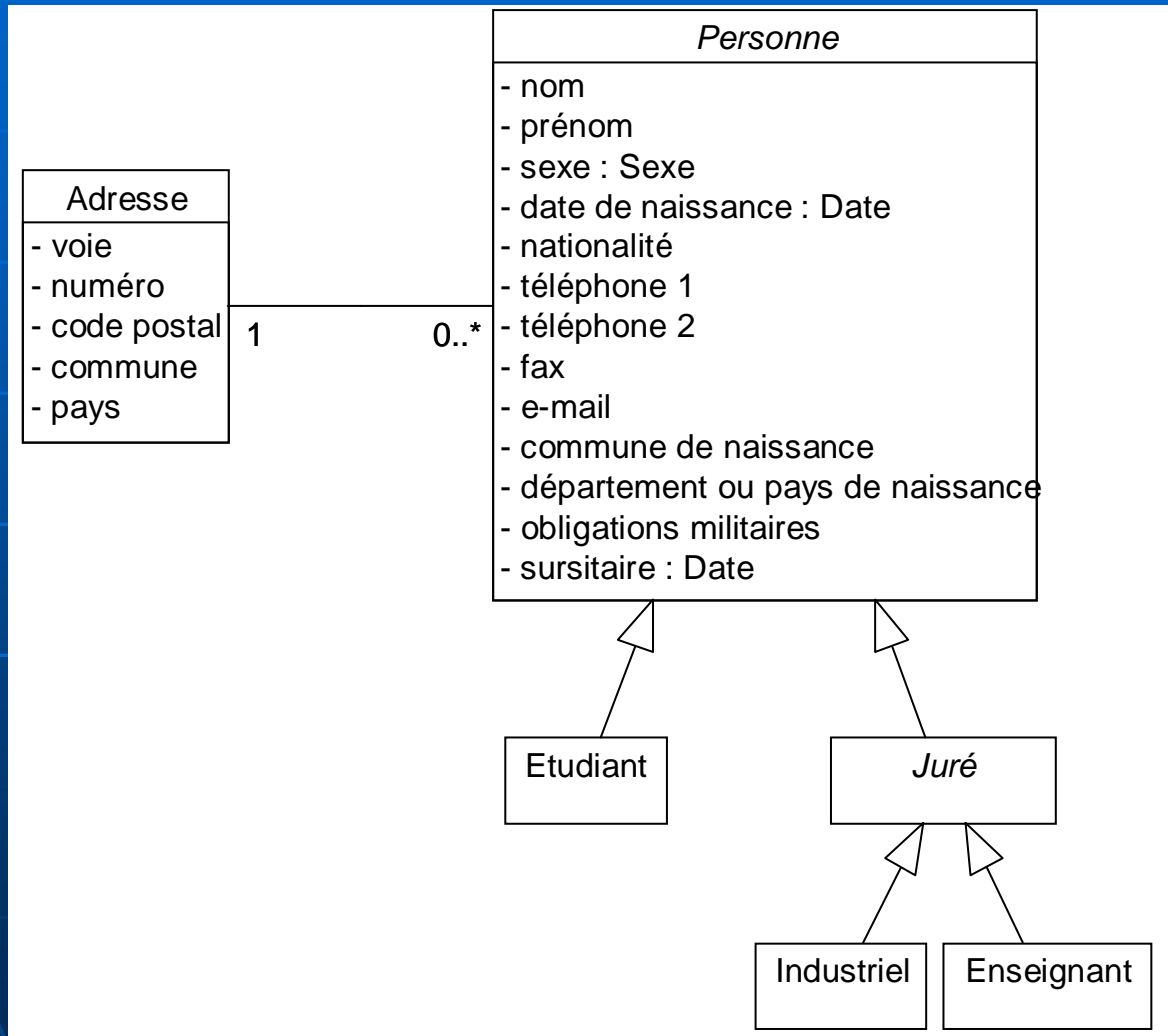 Personne
- nom
- prénom
- sexe : Sexe
- date de naissance : Date
- nationalité
- téléphone 1
- téléphone 2
- fax
- e-mail
- commune de naissance
- département ou pays de naissance
- obligations militaires
- sursitaire : Date
Adresse
- voie
- numéro
- code postal
- commune
- pays
1
0..*
Etudiant
Juré
Industriel
Enseignant